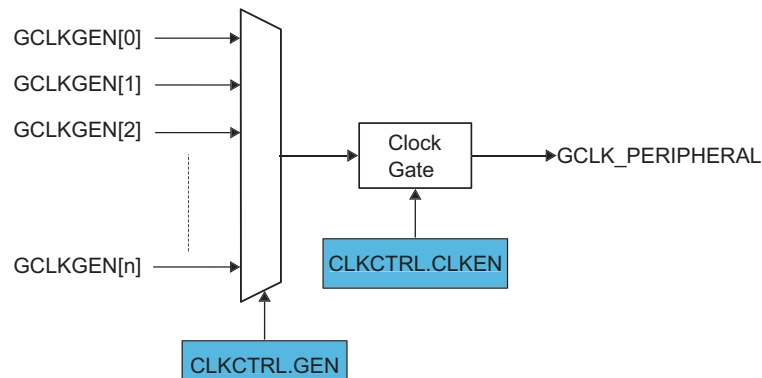 GCLKGEN[0]
GCLKGEN[1]
GCLKGEN[2]
Clock
Gate
GCLK_PERIPHERAL
CLKCTRL.CLKEN
GCLKGEN[n]
CLKCTRL.GEN